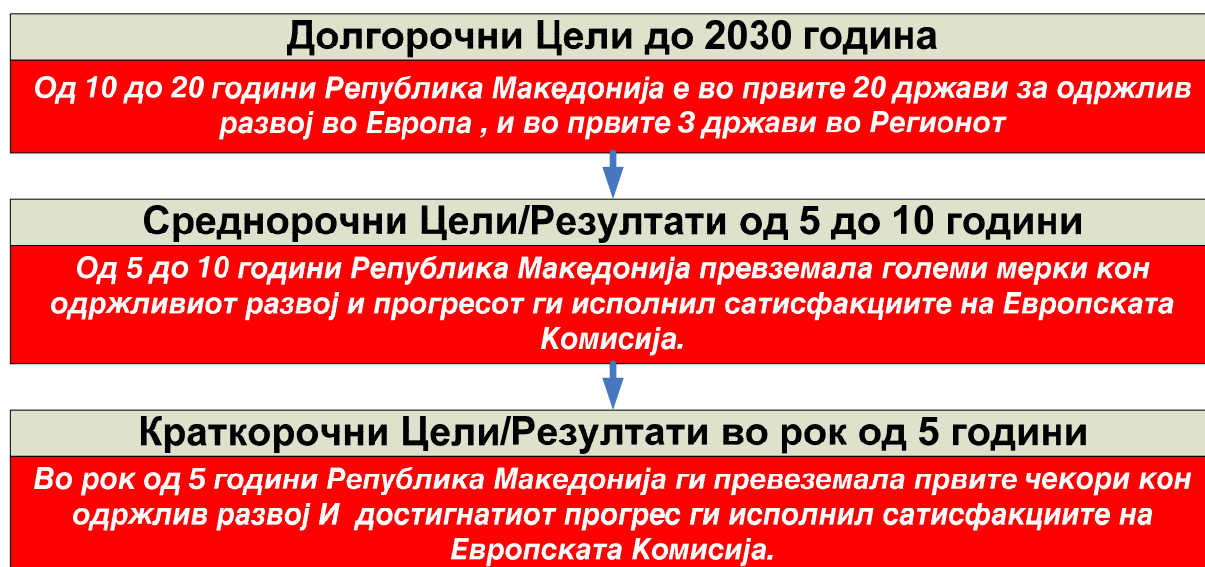 Долгорочни Цели до 2030 година
Од 10 до 20 години Република Македонија е во првите 20 држави за одржлив
развој во Европа , и во првите 3 држави во Регионот
Среднорочни Цели/Резултати од 5 до 10 години
Од 5 до 10 години Република Македонија превземала големи мерки кон
одржливиот развој и прогресот ги исполнил сатисфакциите на Европската
Комисија.
Краткорочни Цели/Резултати во рок од 5 години
Во рок од 5 години Република Македонија ги превеземала првите чекори кон
одржлив развој И  достигнатиот прогрес ги исполнил сатисфакциите на
Европската Комисија.